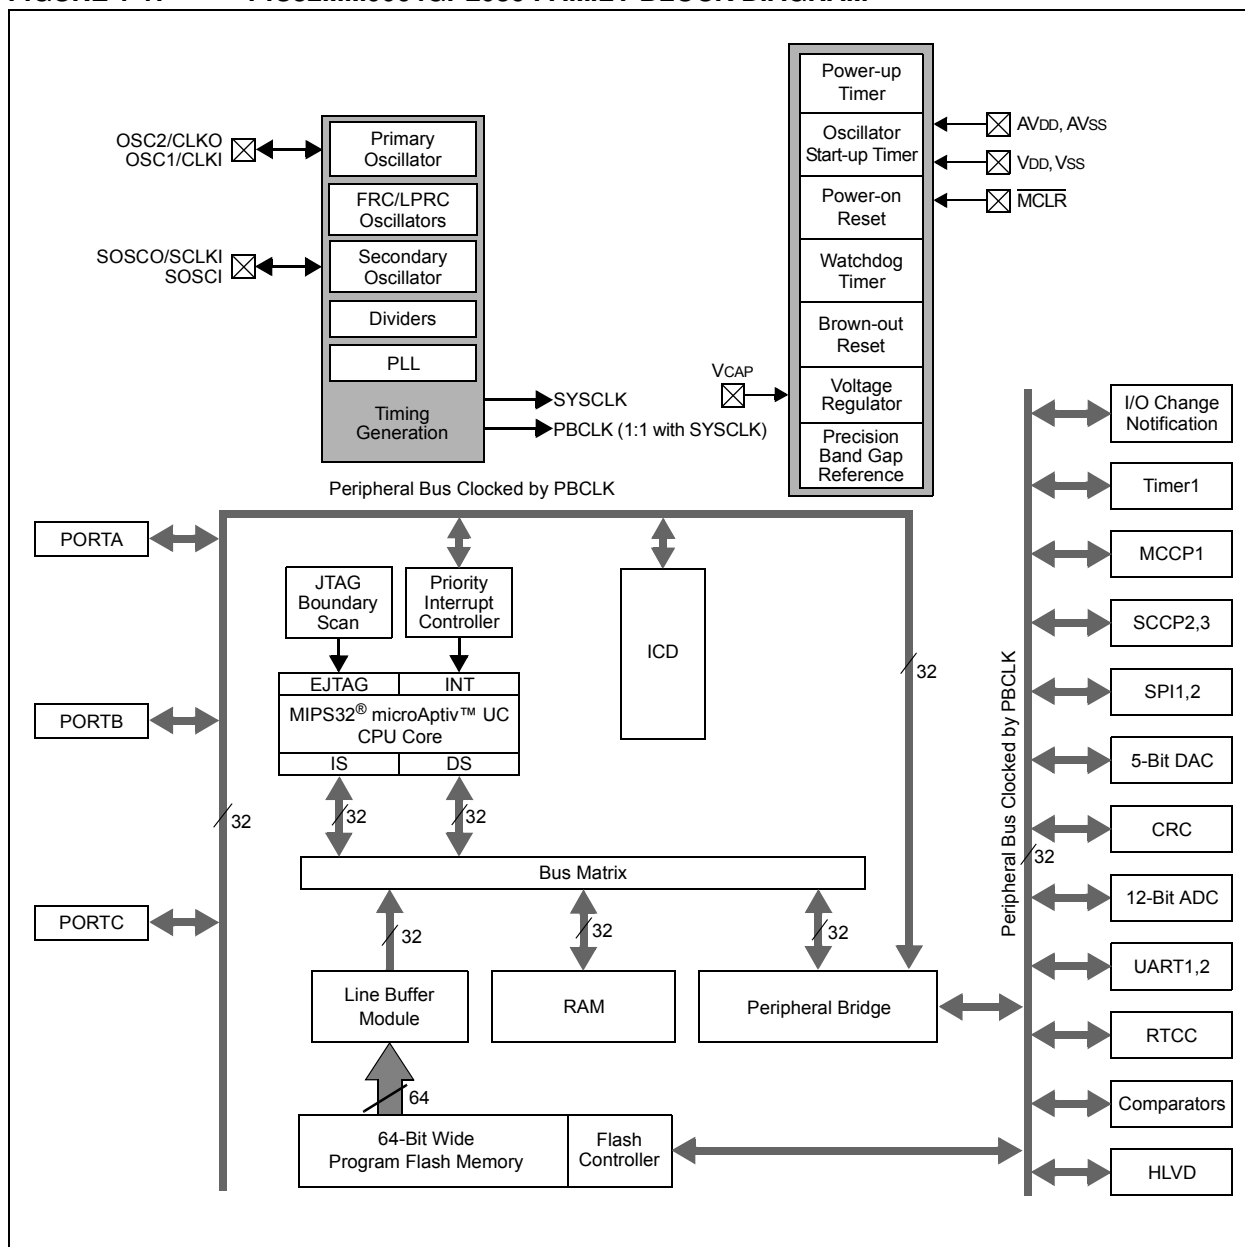 Power-up
Timer
Oscillator
Start-up Timer
Power-on
Reset
Watchdog
Timer
Brown-out
Reset
Voltage
Regulator
Precision
Band Gap
Reference
AVDD, AVSS
VDD, VSS
MCLR
VCAP
OSC2/CLKO
OSC1/CLKI
SOSCO/SCLKI
SOSCI
Primary
Oscillator
FRC/LPRC
Oscillators
Secondary
Oscillator
Dividers
PLL
Timing
Generation
SYSCLK
PBCLK (1:1 with SYSCLK)
Peripheral Bus Clocked by PBCLK
PORTA
PORTB
PORTC
32
JTAG
Boundary
Scan
Priority
Interrupt
Controller
ICD
32
EJTAG
INT
MIPS32® microAptiv™ UC
CPU Core
IS
DS
32
32
Bus Matrix
32
32
32
Line Buffer
Module
RAM
Peripheral Bridge
64
64-Bit Wide
Program Flash Memory
Flash
Controller
Peripheral Bus Clocked by PBCLK
32
I/O Change
Notification
Timer1
MCCP1
SCCP2,3
SPI1,2
5-Bit DAC
CRC
12-Bit ADC
UART1,2
RTCC
Comparators
HLVD